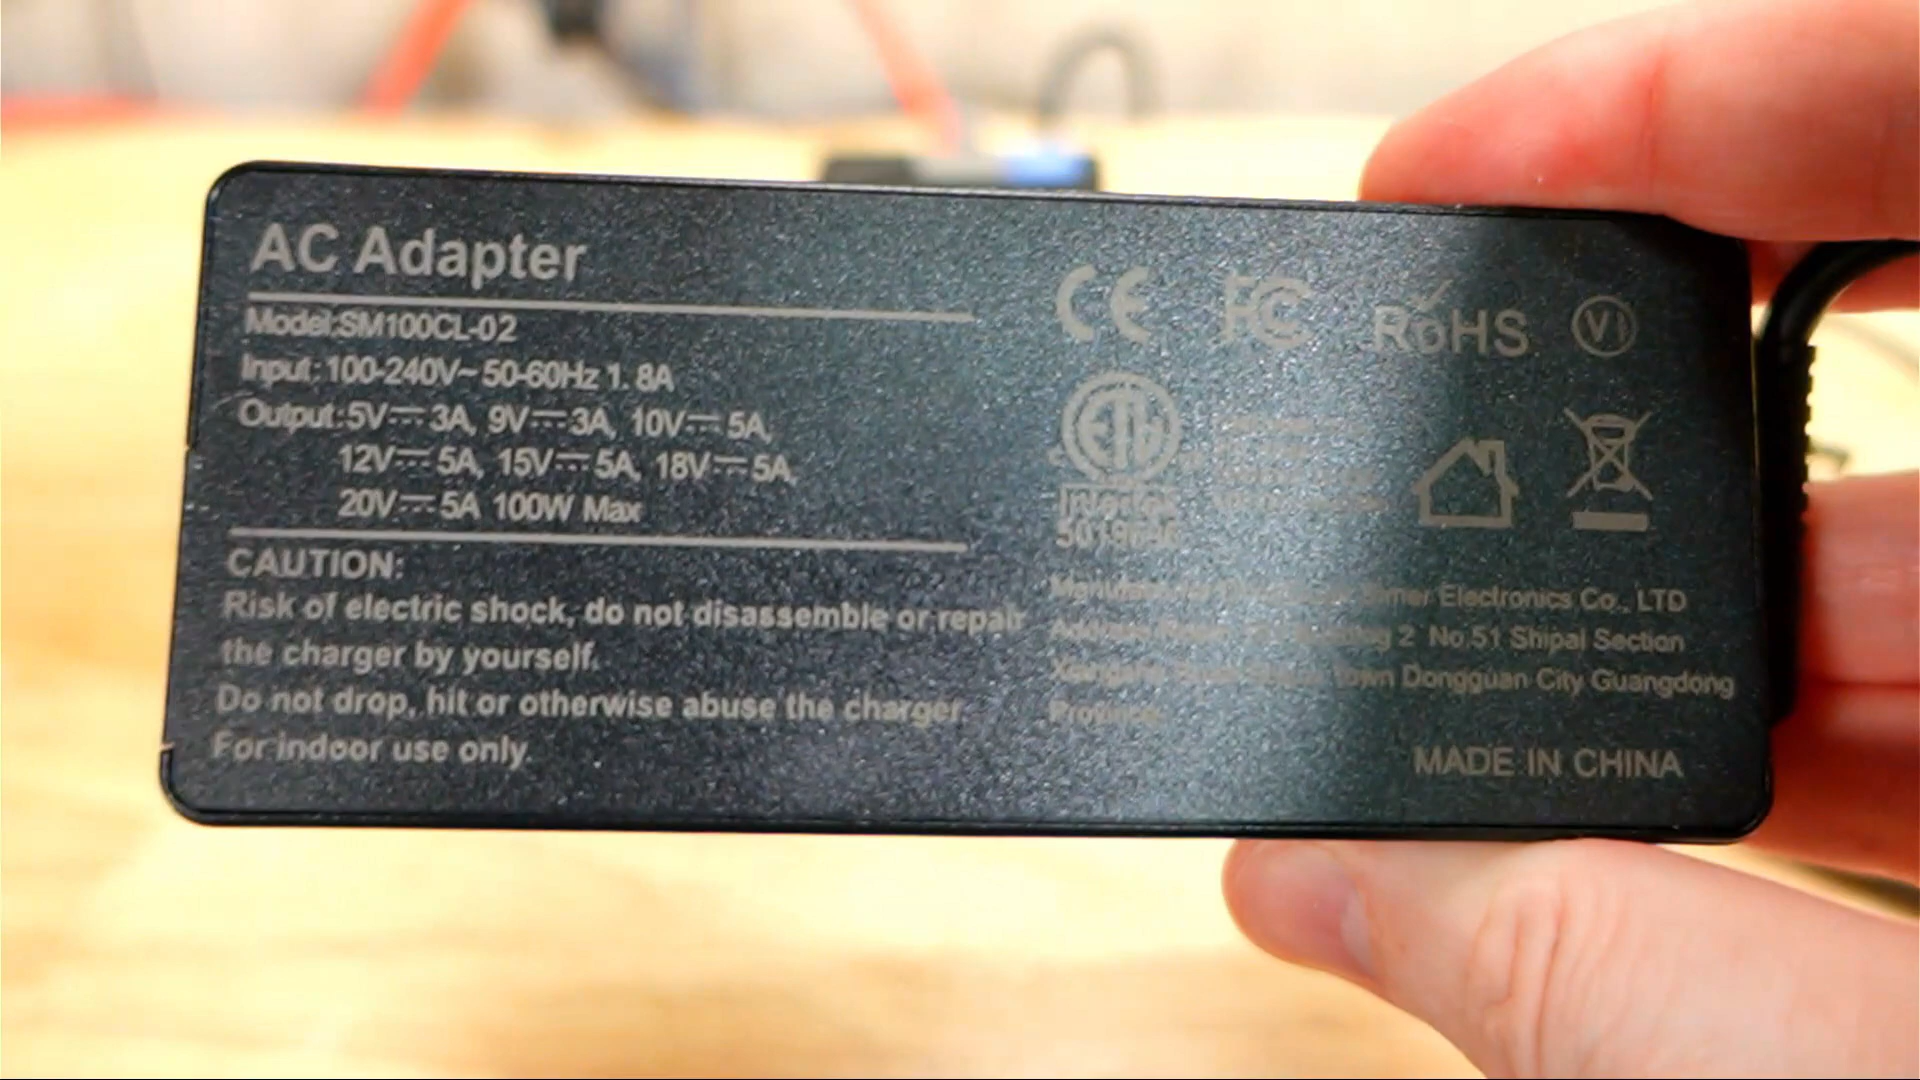 AC Adapter
Model:SM100CL-02
Input: 100-240V~ 50-60Hz 1.8A
Output:5V⎓3A, 9V⎓3A, 10V⎓5A,
12V⎓5A, 15V⎓5A, 18V⎓5A,
20V⎓5A 100W Max
CAUTION:
Risk of electric shock, do not disassemble or repair
the charger by yourself.
Do not drop, hit or otherwise abuse the charger
For indoor use only.
CE FC RoHS VI
ETL
Intertek
Electronics Co., LTD
2 No.51 Shipai Section
Town Dongguan City Guangdong
Province
MADE IN CHINA